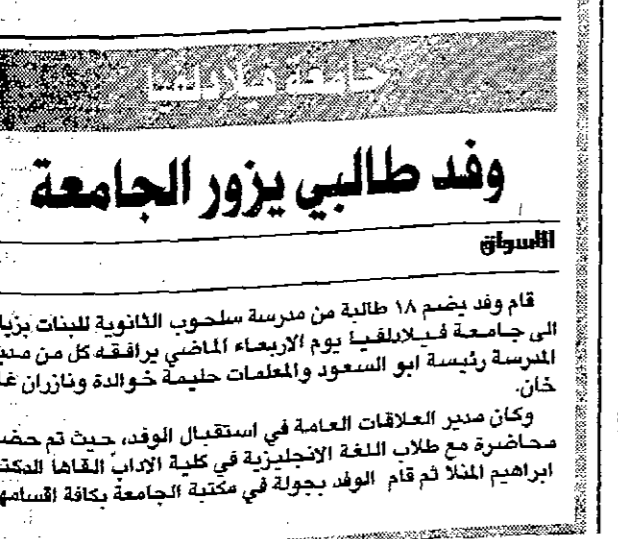 جامعة فيلادلفيا
وفد طالبي يزور الجامعة
الاسواق
قام وفد يضم ١٨ طالبة من مدرسة سلحوب الثانوية للبنات
الى جامعة فيلادلفيا يوم الاربعاء الماضي يرافقه كل من
المدرسة رئيسة ابو السعود والمعلمات حليمة خوالدة ونازران
خان.
وكان مدير العلاقات العامة في استقبال الوفد، حيث تم
محاضرة مع طلاب اللغة الانجليزية في كلية الاداب القاها
ابراهيم المنلا ثم قام الوفد بجولة في مكتبة الجامعة بكافة اقسامها